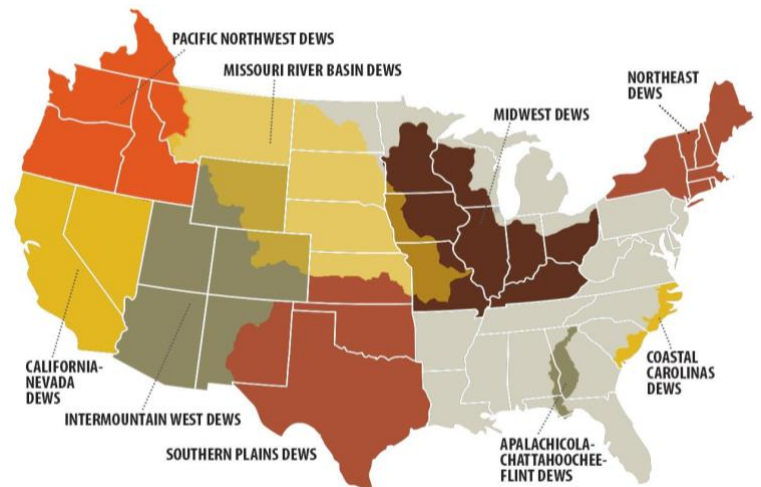 PACIFIC NORTHWEST DEWS
MISSOURI RIVER BASIN DEWS
NORTHEAST
DEWS
MIDWEST DEWS
CALIFORNIA-
NEVADA
DEWS
INTERMOUNTAIN WEST DEWS
SOUTHERN PLAINS DEWS
COASTAL
CAROLINAS
DEWS
APALACHICOLA-
CHATTAHOOCHEE-
FLINT DEWS